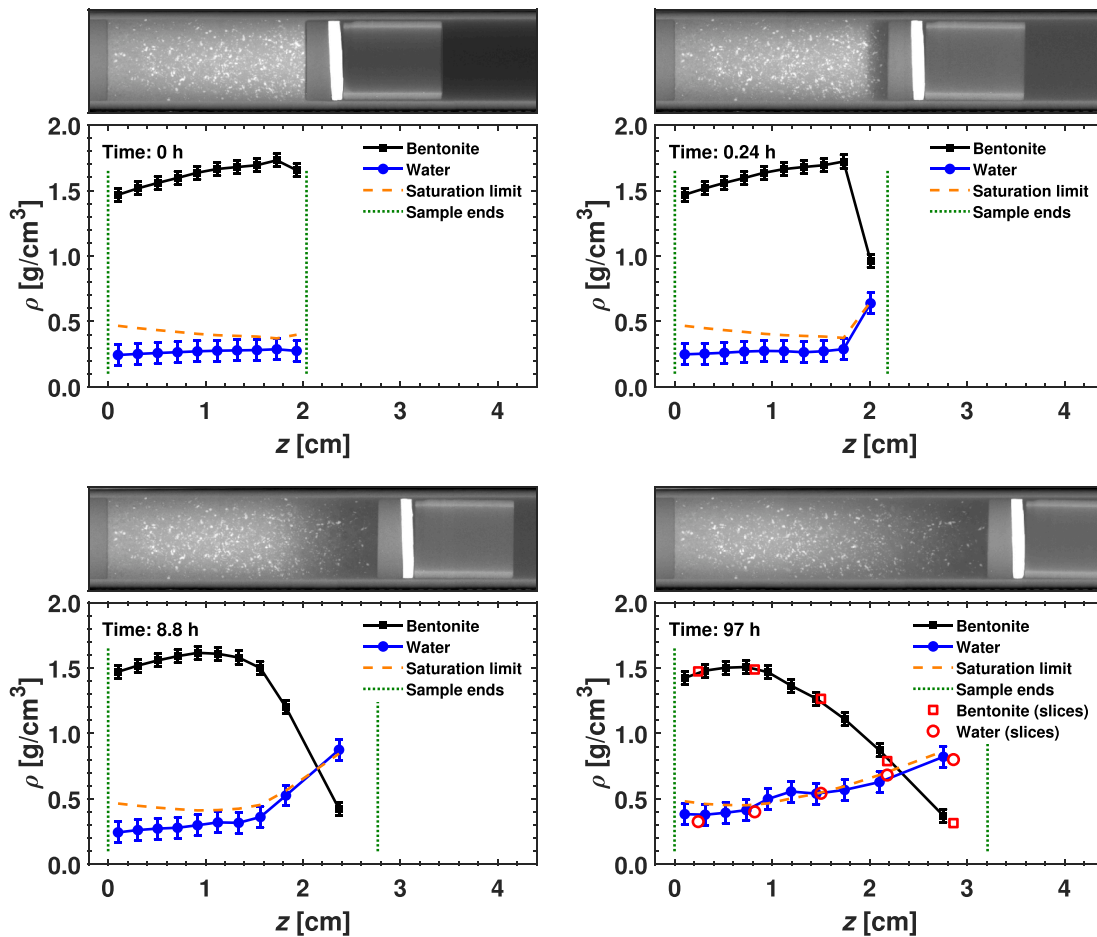 2.0
1.5
1.0
0.5
0.0
ρ [g/cm³]
Time: 0 h
Bentonite
Water
Saturation limit
Sample ends
0 1 2 3 4
z [cm]
2.0
1.5
1.0
0.5
0.0
ρ [g/cm³]
Time: 0.24 h
Bentonite
Water
Saturation limit
Sample ends
0 1 2 3 4
z [cm]
2.0
1.5
1.0
0.5
0.0
ρ [g/cm³]
Time: 8.8 h
Bentonite
Water
Saturation limit
Sample ends
0 1 2 3 4
z [cm]
2.0
1.5
1.0
0.5
0.0
ρ [g/cm³]
Time: 97 h
Bentonite
Water
Saturation limit
Sample ends
Bentonite (slices)
Water (slices)
0 1 2 3 4
z [cm]